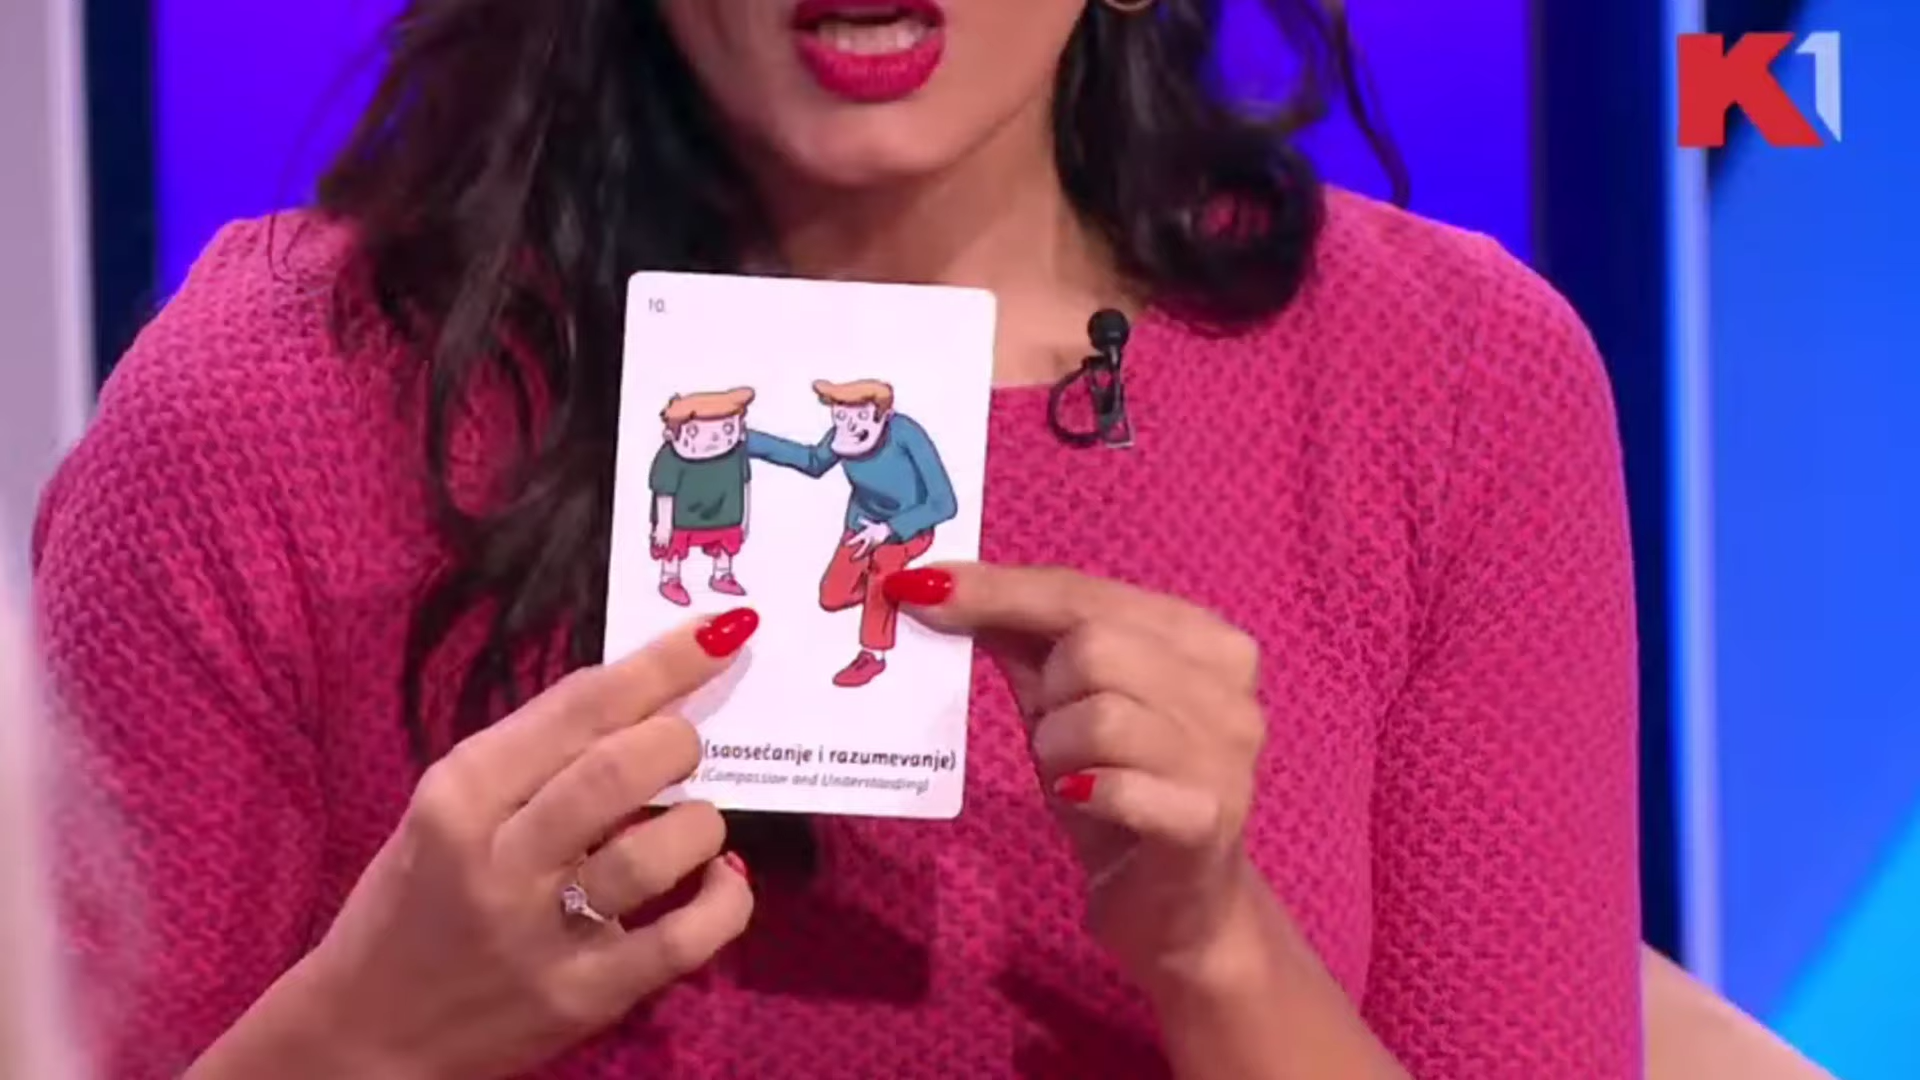 K1
10.
(saosećanje i razumevanje)
(Compassion and Understanding)